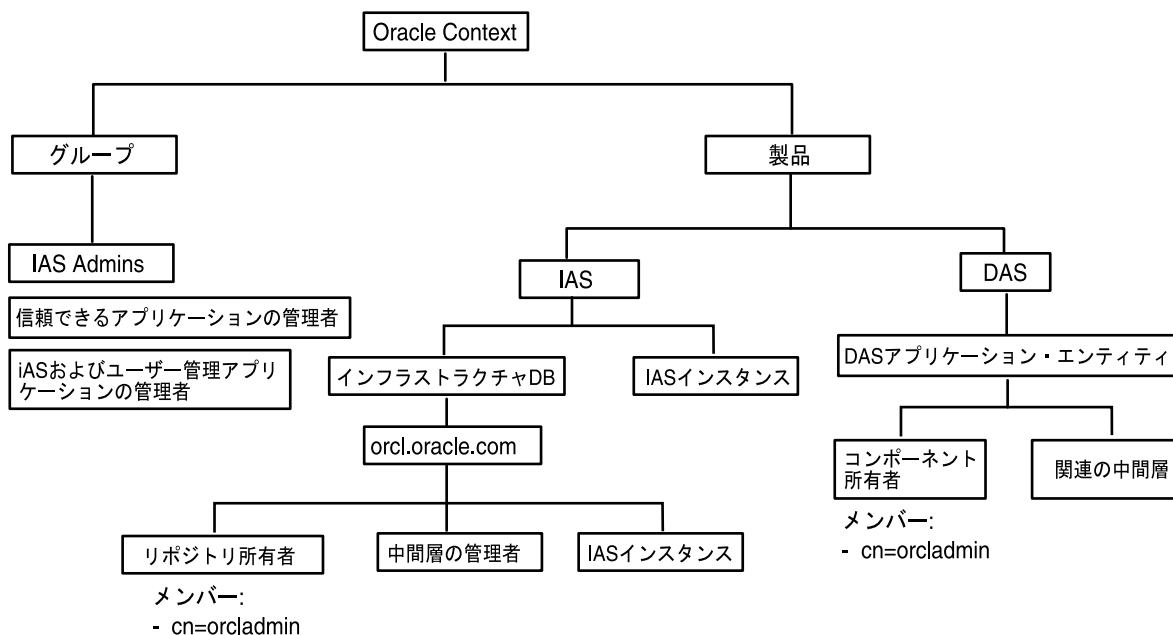 Oracle Context
グループ
製品
IAS Admins
IAS
DAS
信頼できるアプリケーションの管理者
iASおよびユーザー管理アプリ
ケーションの管理者
インフラストラクチャDB
IASインスタンス
DASアプリケーション・エンティティ
orcl.oracle.com
コンポーネント
所有者
関連の中間層
メンバー:
- cn=orcladmin
リポジトリ所有者
中間層の管理者
IASインスタンス
メンバー:
- cn=orcladmin